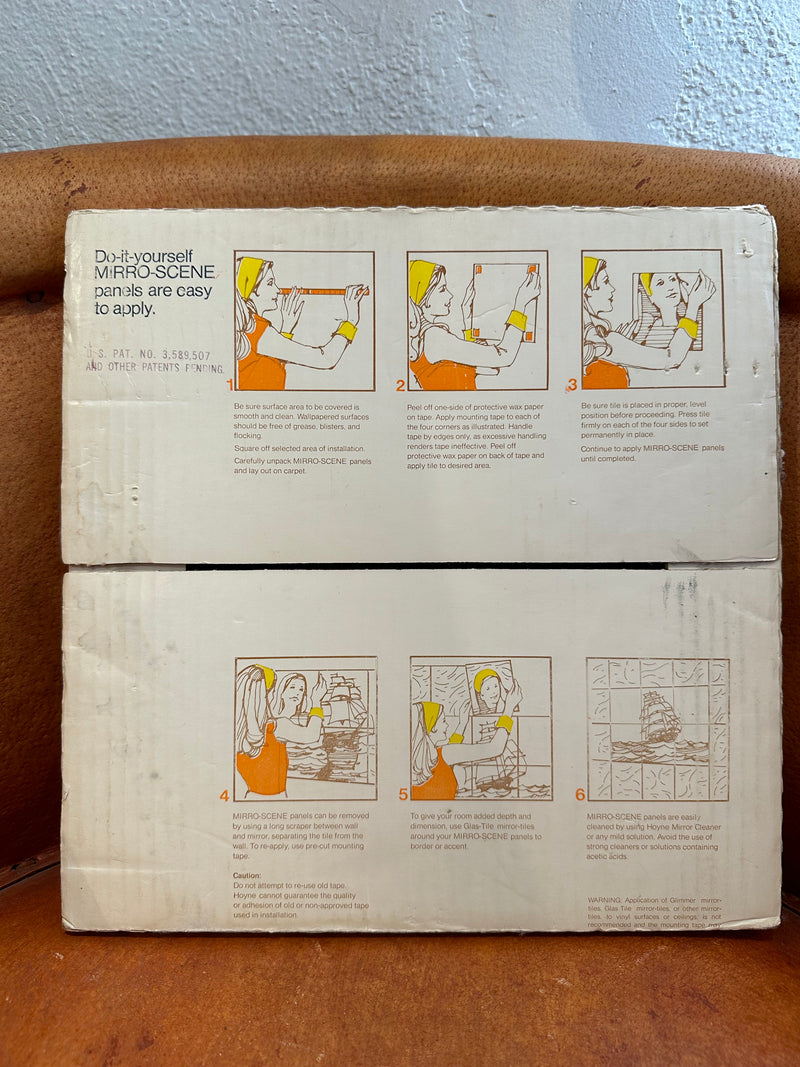 Do-it-yourself
MIRRO-SCENE
panels are easy
to apply.
U.S. PAT. NO. 3,589,507
AND OTHER PATENTS PENDING.
1
Be sure surface area to be covered is
smooth and clean. Wallpapered surfaces
should be free of grease, blisters, and
flocking.
Square off selected area of installation.
Carefully unpack MIRRO-SCENE panels
and lay out on carpet.
2
Peel off one-side of protective wax paper
on tape. Apply mounting tape to each of
the four corners as illustrated. Handle
tape by edges only, as excessive handling
renders tape ineffective. Peel off
protective wax paper on back of tape and
apply tile to desired area.
3
Be sure tile is placed in proper, level
position before proceeding. Press tile
firmly on each of the four sides to set
permanently in place.
Continue to apply MIRRO-SCENE panels
until completed.
4
MIRRO-SCENE panels can be removed
by using a long scraper between wall
and mirror, separating the tile from the
wall. To re-apply, use pre-cut mounting
tape.
Caution:
Do not attempt to re-use old tape.
Hoyne cannot guarantee the quality
or adhesion of old or non-approved tape
used in installation.
5
To give your room added depth and
dimension, use Glas-Tile mirror-tiles
around your MIRRO-SCENE panels to
border or accent.
6
MIRRO-SCENE panels are easily
cleaned by using Hoyne Mirror Cleaner
or any mild solution. Avoid the use of
strong cleaners or solutions containing
acetic acids.
WARNING: Application of Glimmer mirror-
tiles, Glas Tile mirror-tiles, or other mirror-
tiles, to vinyl surfaces or ceilings, is not
recommended and the mounting tape may